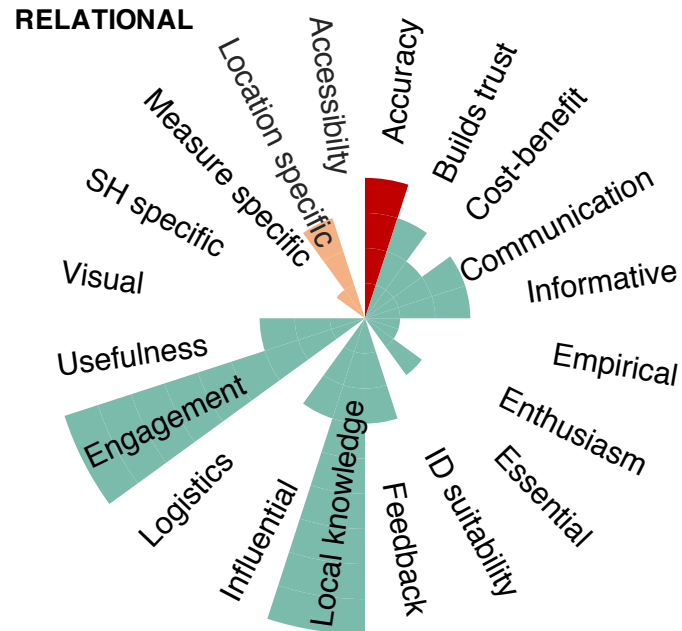 RELATIONAL
Accuracy
Builds trust
Cost-benefit
Communication
Informative
Empirical
Enthusiasm
Essential
ID suitability
Feedback
Local knowledge
Influential
Logistics
Engagement
Usefulness
Visual
SH specific
Measure specific
Location specific
Accessibilty